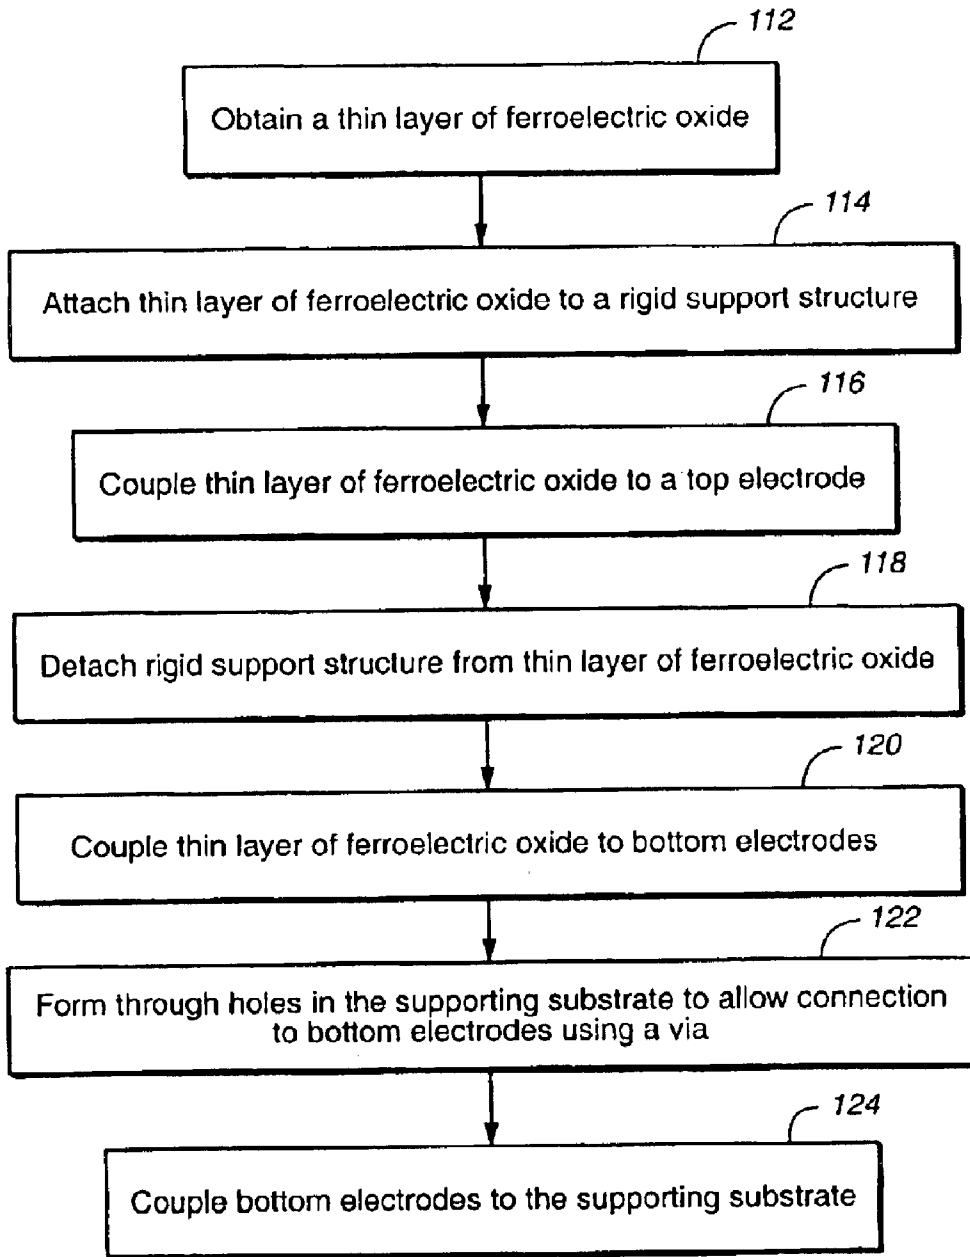 112
Obtain a thin layer of ferroelectric oxide
114
Attach thin layer of ferroelectric oxide to a rigid support structure
116
Couple thin layer of ferroelectric oxide to a top electrode
118
Detach rigid support structure from thin layer of ferroelectric oxide
120
Couple thin layer of ferroelectric oxide to bottom electrodes
122
Form through holes in the supporting substrate to allow connection
to bottom electrodes using a via
124
Couple bottom electrodes to the supporting substrate